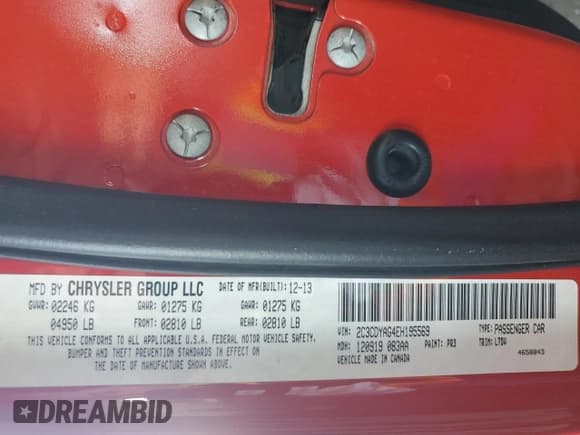 MFD BY CHRYSLER GROUP LLC DATE OF MFR(BUILT): 12-13
GVWR: 02246 KG GAWR: 01275 KG GAWR: 01275 KG
04950 LB FRONT: 02810 LB REAR: 02810 LB
THIS VEHICLE CONFORMS TO ALL APPLICABLE U.S.A. FEDERAL MOTOR VEHICLE SAFETY,
BUMPER AND THEFT PREVENTION STANDARDS IN EFFECT ON THE
DATE OF MANUFACTURE SHOWN ABOVE.
VIN: 2C3CDYAG4EH195569 TYPE: PASSENGER CAR
MDH: 120919 083AA PAINT: PR3 TRIM: LTDV
VEHICLE MADE IN CANADA 4658043
DREAMBID